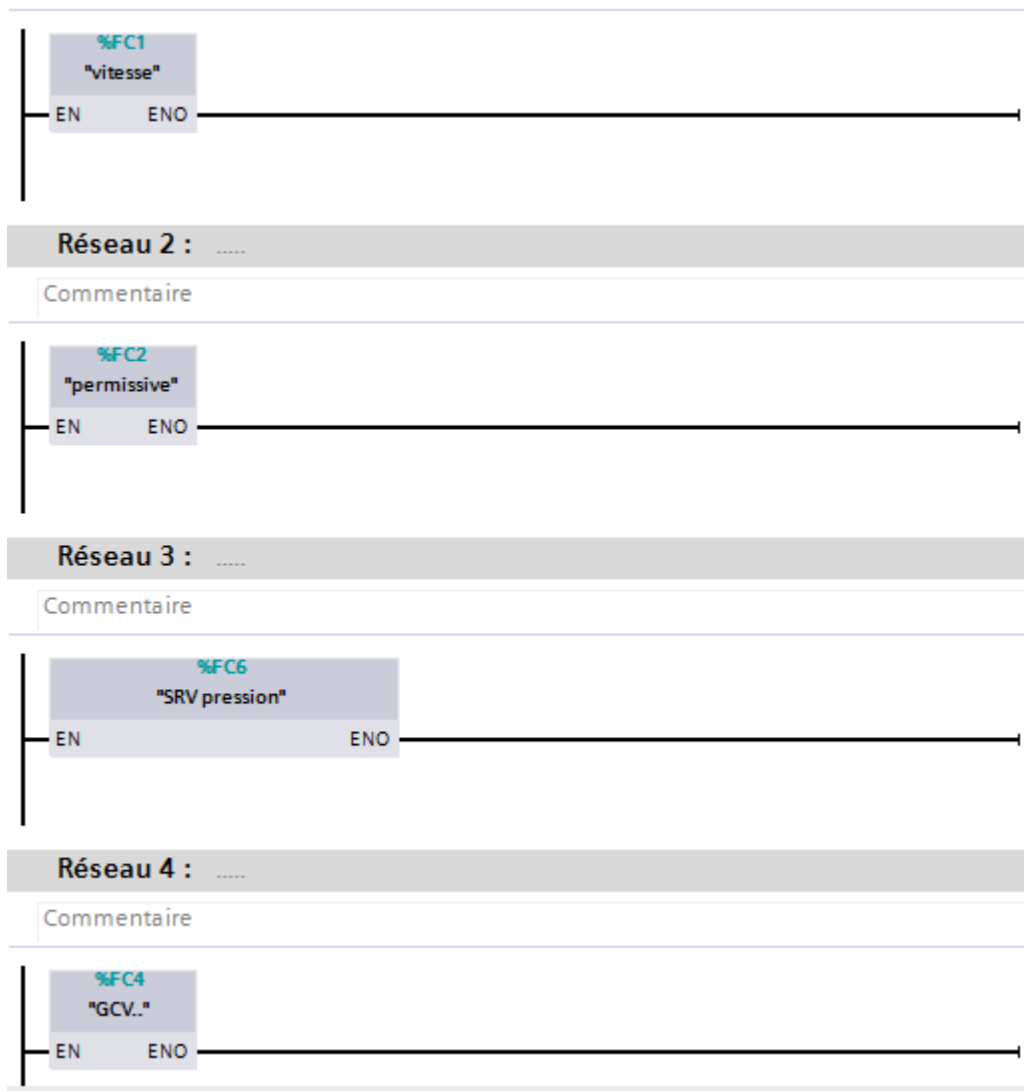 %FC1
"vitesse"
EN ENO
Réseau 2 : .....
Commentaire
%FC2
"permissive"
EN ENO
Réseau 3 : .....
Commentaire
%FC6
"SRV pression"
EN ENO
Réseau 4 : .....
Commentaire
%FC4
"GCV.."
EN ENO